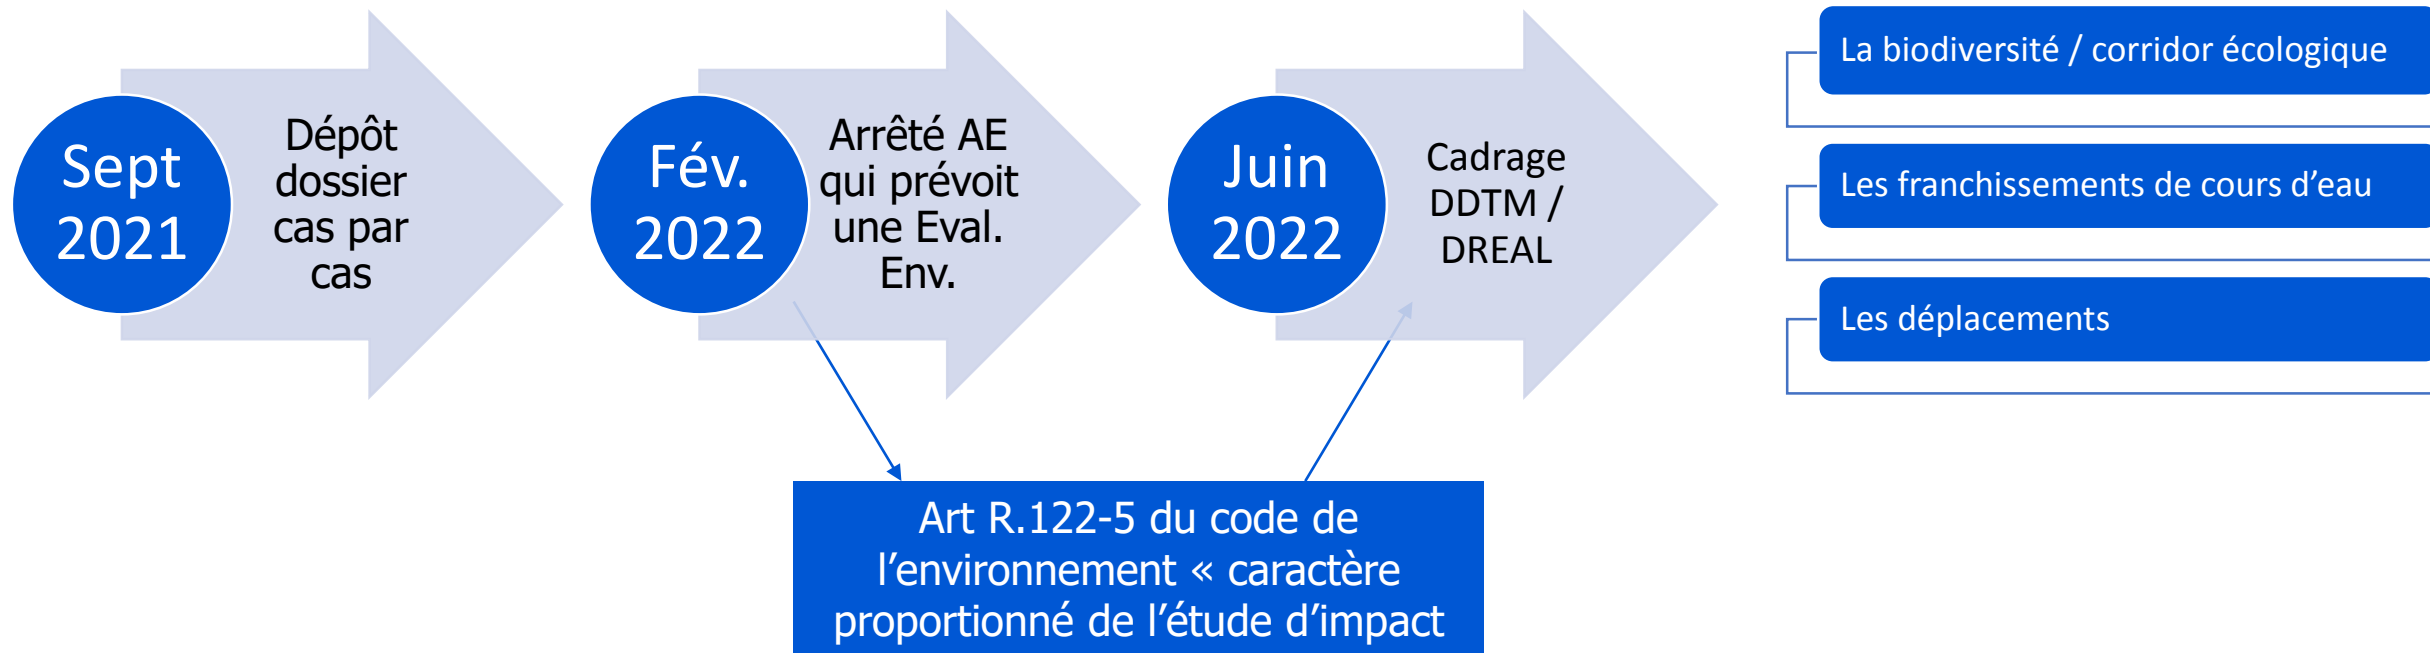 Sept
2021
Dépôt
dossier
cas par
cas
Fév.
2022
Arrêté AE
qui prévoit
une Eval.
Env.
Juin
2022
Cadrage
DDTM /
DREAL
La biodiversité / corridor écologique
Les franchissements de cours d’eau
Les déplacements
Art R.122-5 du code de
l’environnement « caractère
proportionné de l’étude d’impact